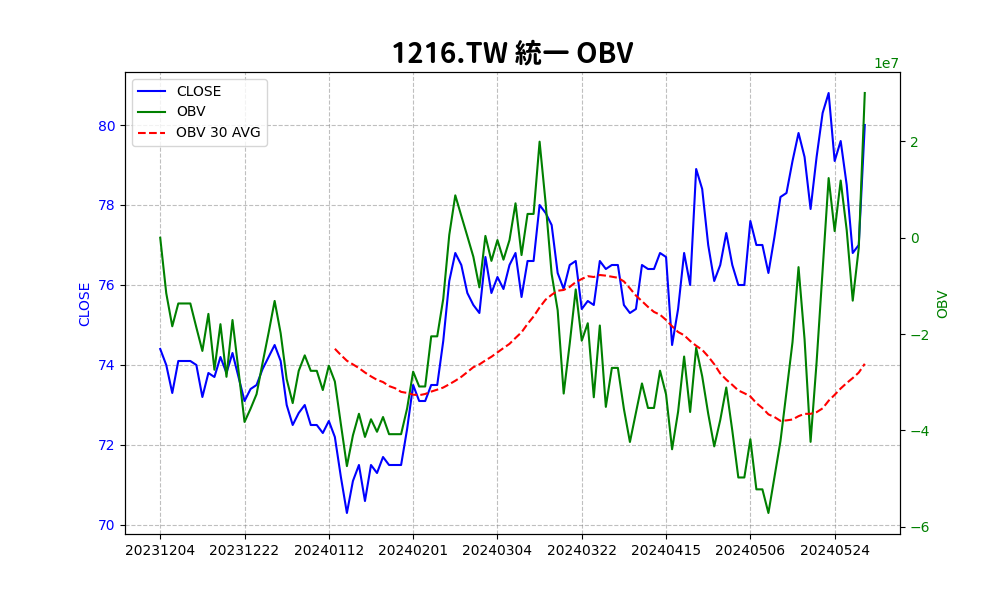 1216.TW 統一 OBV
1e7
CLOSE
OBV
OBV 30 AVG
80
78
76
74
72
70
CLOSE
2
0
−2
−4
−6
OBV
20231204 20231222 20240112 20240201 20240304 20240322 20240415 20240506 20240524